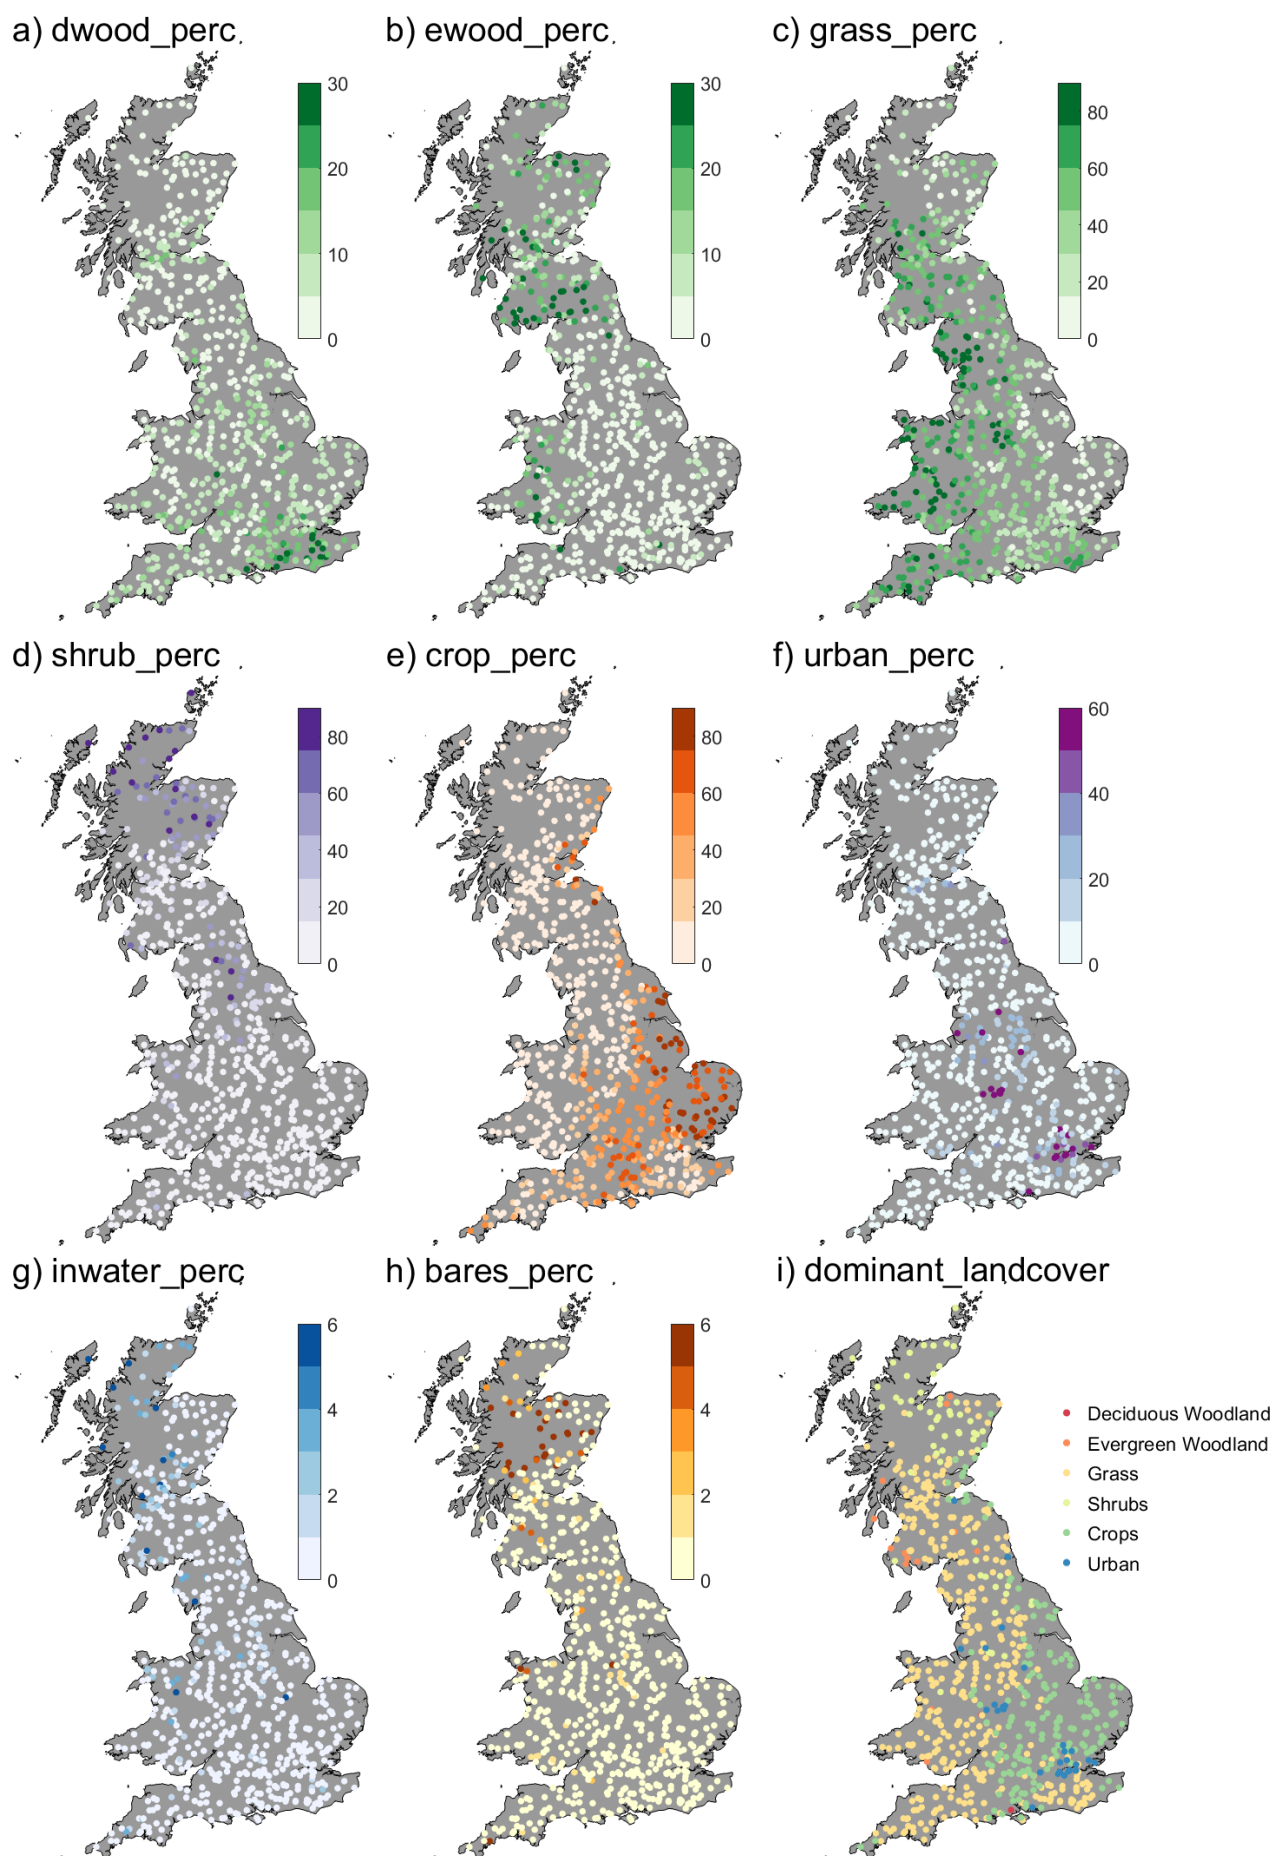 a) dwood_perc
b) ewood_perc
c) grass_perc
30
20
10
0
30
20
10
0
80
60
40
20
0
d) shrub_perc
e) crop_perc
f) urban_perc
80
60
40
20
0
80
60
40
20
0
60
40
20
0
g) inwater_perc
h) bares_perc
i) dominant_landcover
6
4
2
0
6
4
2
0
Deciduous Woodland
Evergreen Woodland
Grass
Shrubs
Crops
Urban